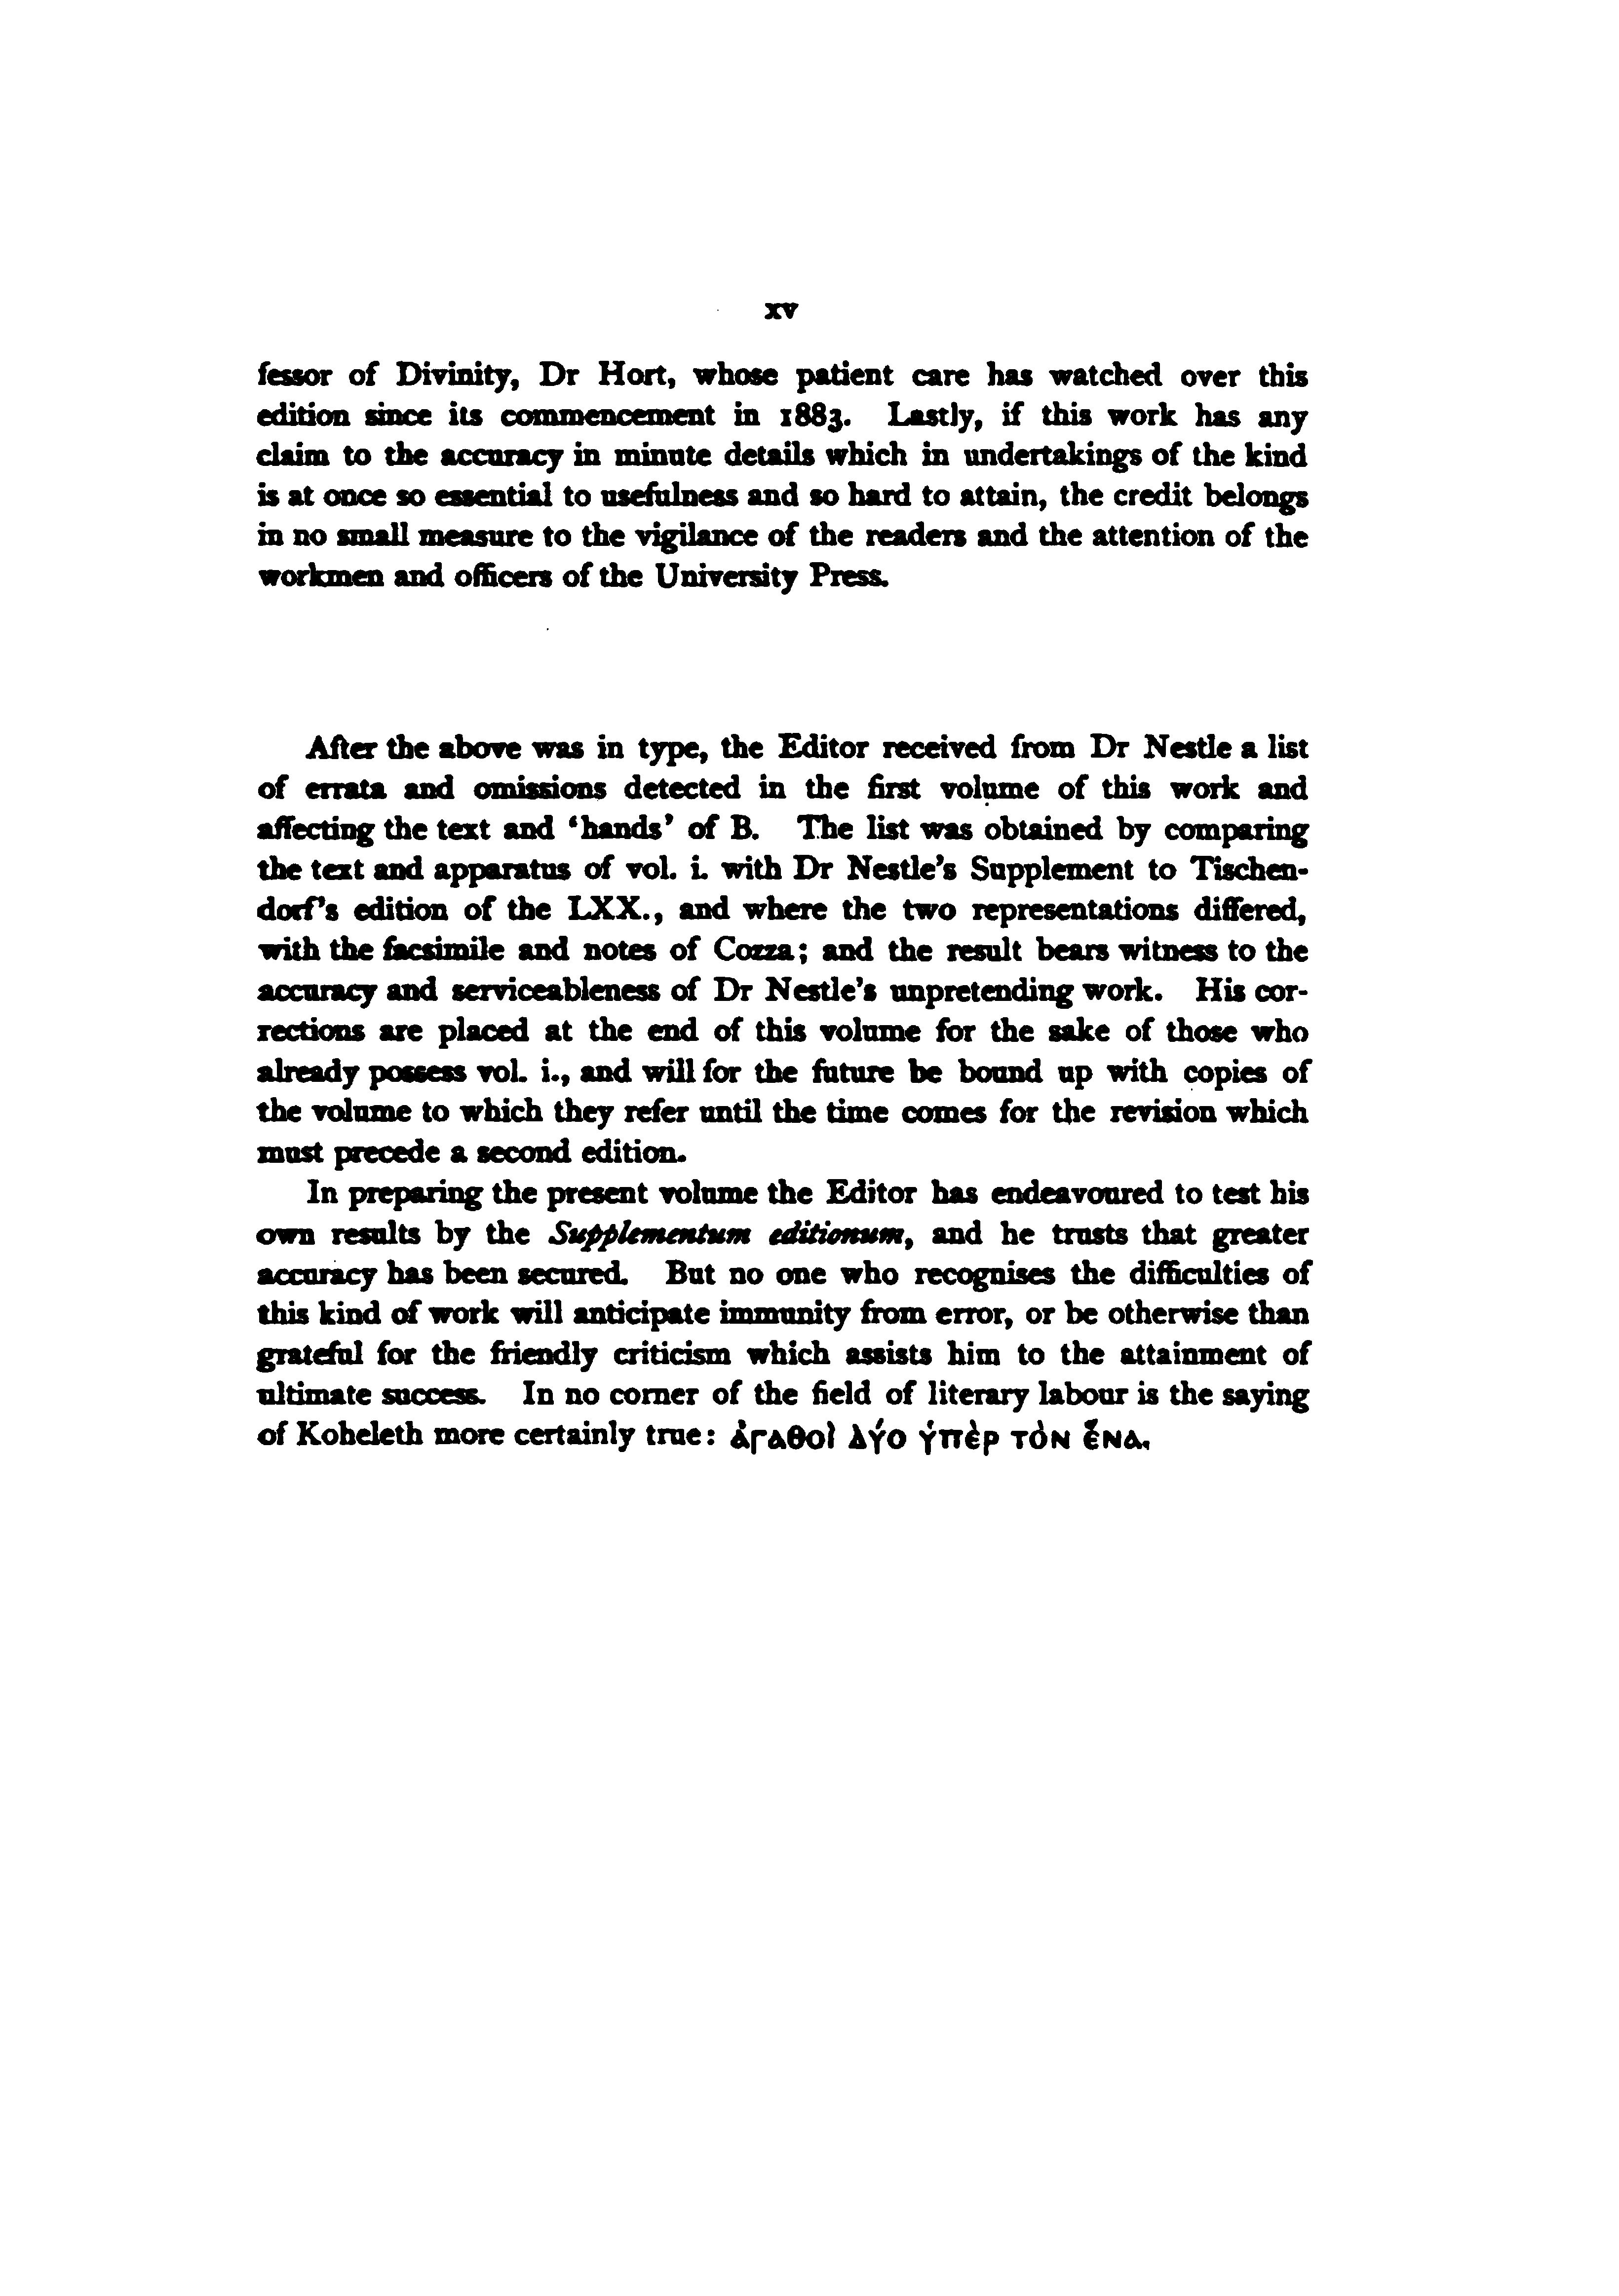 xv
fessor of Divinity, Dr Hort, whose patient care has watched over this
edition since its commencement in 1883. Lastly, if this work has any
claim to the accuracy in minute details which in undertakings of the kind
is at once so essential to usefulness and so hard to attain, the credit belongs
in no small measure to the vigilance of the readers and the attention of the
workmen and officers of the University Press.
After the above was in type, the Editor received from Dr Nestle a list
of errata and omissions detected in the first volume of this work and
affecting the text and ‘hands’ of B. The list was obtained by comparing
the text and apparatus of vol. i. with Dr Nestle's Supplement to Tischen-
dorf's edition of the LXX., and where the two representations differed,
with the facsimile and notes of Cozza; and the result bears witness to the
accuracy and serviceableness of Dr Nestle's unpretending work. His cor-
rections are placed at the end of this volume for the sake of those who
already possess vol. i., and will for the future be bound up with copies of
the volume to which they refer until the time comes for the revision which
must precede a second edition.
In preparing the present volume the Editor has endeavoured to test his
own results by the Supplementum editionum, and he trusts that greater
accuracy has been secured. But no one who recognises the difficulties of
this kind of work will anticipate immunity from error, or be otherwise than
grateful for the friendly criticism which assists him to the attainment of
ultimate success. In no corner of the field of literary labour is the saying
of Koheleth more certainly true: ἀγαθοὶ δύο ὑπὲρ τὸν ἕνα.